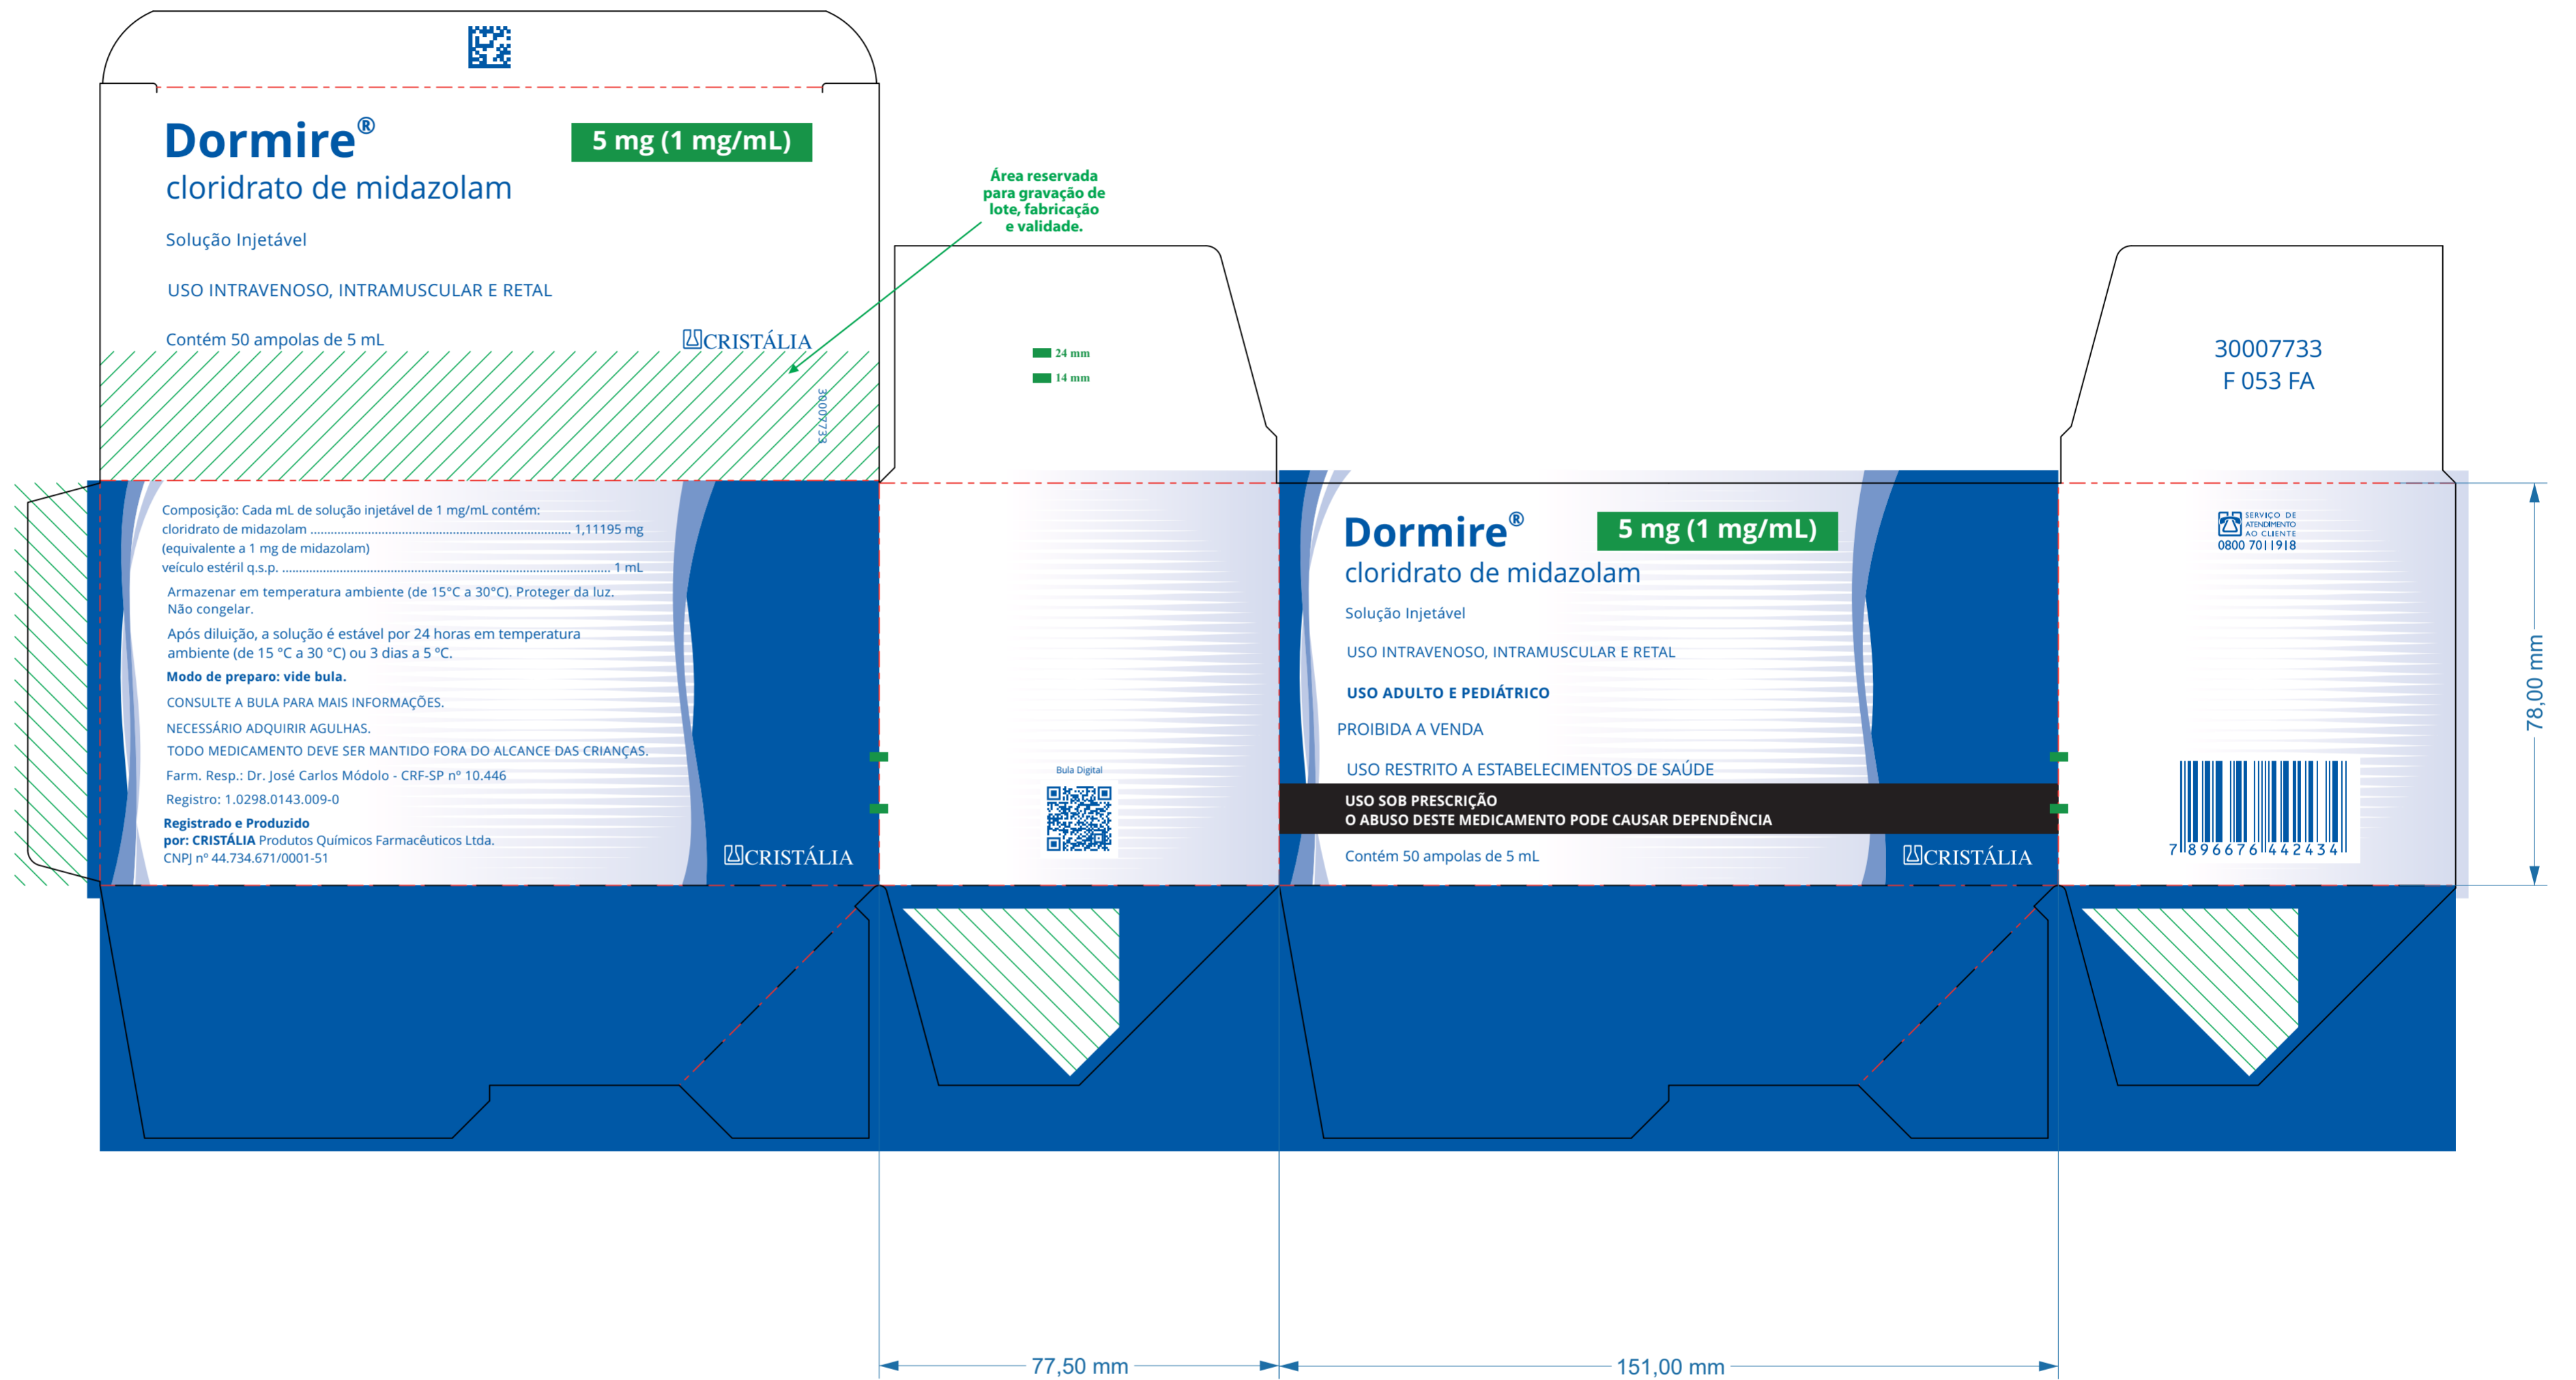 Dormire®
5 mg (1 mg/mL)
cloridrato de midazolam
Solução Injetável
USO INTRAVENOSO, INTRAMUSCULAR E RETAL
Contém 50 ampolas de 5 mL
CRISTÁLIA
30007733
Área reservada
para gravação de
lote, fabricação
e validade.
24 mm
14 mm
30007733
F 053 FA
Composição: Cada mL de solução injetável de 1 mg/mL contém:
cloridrato de midazolam ............................................................................. 1,11195 mg
(equivalente a 1 mg de midazolam)
veículo estéril q.s.p. ................................................................................................. 1 mL
Armazenar em temperatura ambiente (de 15°C a 30°C). Proteger da luz.
Não congelar.
Após diluição, a solução é estável por 24 horas em temperatura
ambiente (de 15 °C a 30 °C) ou 3 dias a 5 ºC.
Modo de preparo: vide bula.
CONSULTE A BULA PARA MAIS INFORMAÇÕES.
NECESSÁRIO ADQUIRIR AGULHAS.
TODO MEDICAMENTO DEVE SER MANTIDO FORA DO ALCANCE DAS CRIANÇAS.
Farm. Resp.: Dr. José Carlos Módolo - CRF-SP nº 10.446
Registro: 1.0298.0143.009-0
Registrado e Produzido
por: CRISTÁLIA Produtos Químicos Farmacêuticos Ltda.
CNPJ nº 44.734.671/0001-51
CRISTÁLIA
Bula Digital
Dormire®
5 mg (1 mg/mL)
cloridrato de midazolam
Solução Injetável
USO INTRAVENOSO, INTRAMUSCULAR E RETAL
USO ADULTO E PEDIÁTRICO
PROIBIDA A VENDA
USO RESTRITO A ESTABELECIMENTOS DE SAÚDE
USO SOB PRESCRIÇÃO
O ABUSO DESTE MEDICAMENTO PODE CAUSAR DEPENDÊNCIA
Contém 50 ampolas de 5 mL
CRISTÁLIA
SERVIÇO DE
ATENDIMENTO
AO CLIENTE
0800 7011918
7 896676 442434
78,00 mm
77,50 mm
151,00 mm